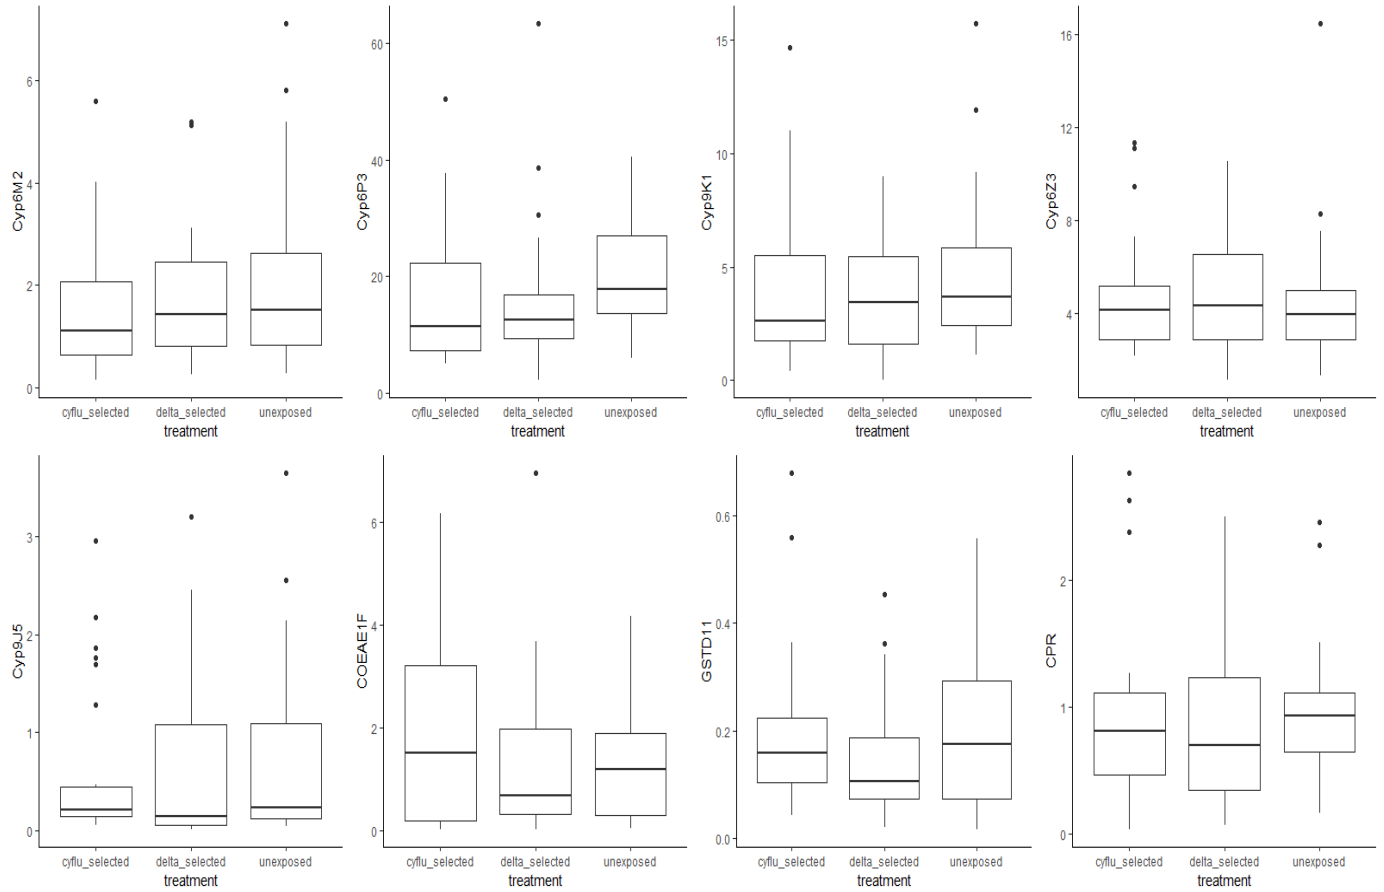 Cyp6M2
6
4
2
0
cyflu_selected delta_selected unexposed
treatment
Cyp6P3
60
40
20
0
cyflu_selected delta_selected unexposed
treatment
Cyp9K1
15
10
5
0
cyflu_selected delta_selected unexposed
treatment
Cyp6Z3
16
12
8
4
cyflu_selected delta_selected unexposed
treatment
Cyp9J5
3
2
1
0
cyflu_selected delta_selected unexposed
treatment
COEAE1F
6
4
2
0
cyflu_selected delta_selected unexposed
treatment
GSTD11
0.6
0.4
0.2
0.0
cyflu_selected delta_selected unexposed
treatment
CPR
2
1
0
cyflu_selected delta_selected unexposed
treatment